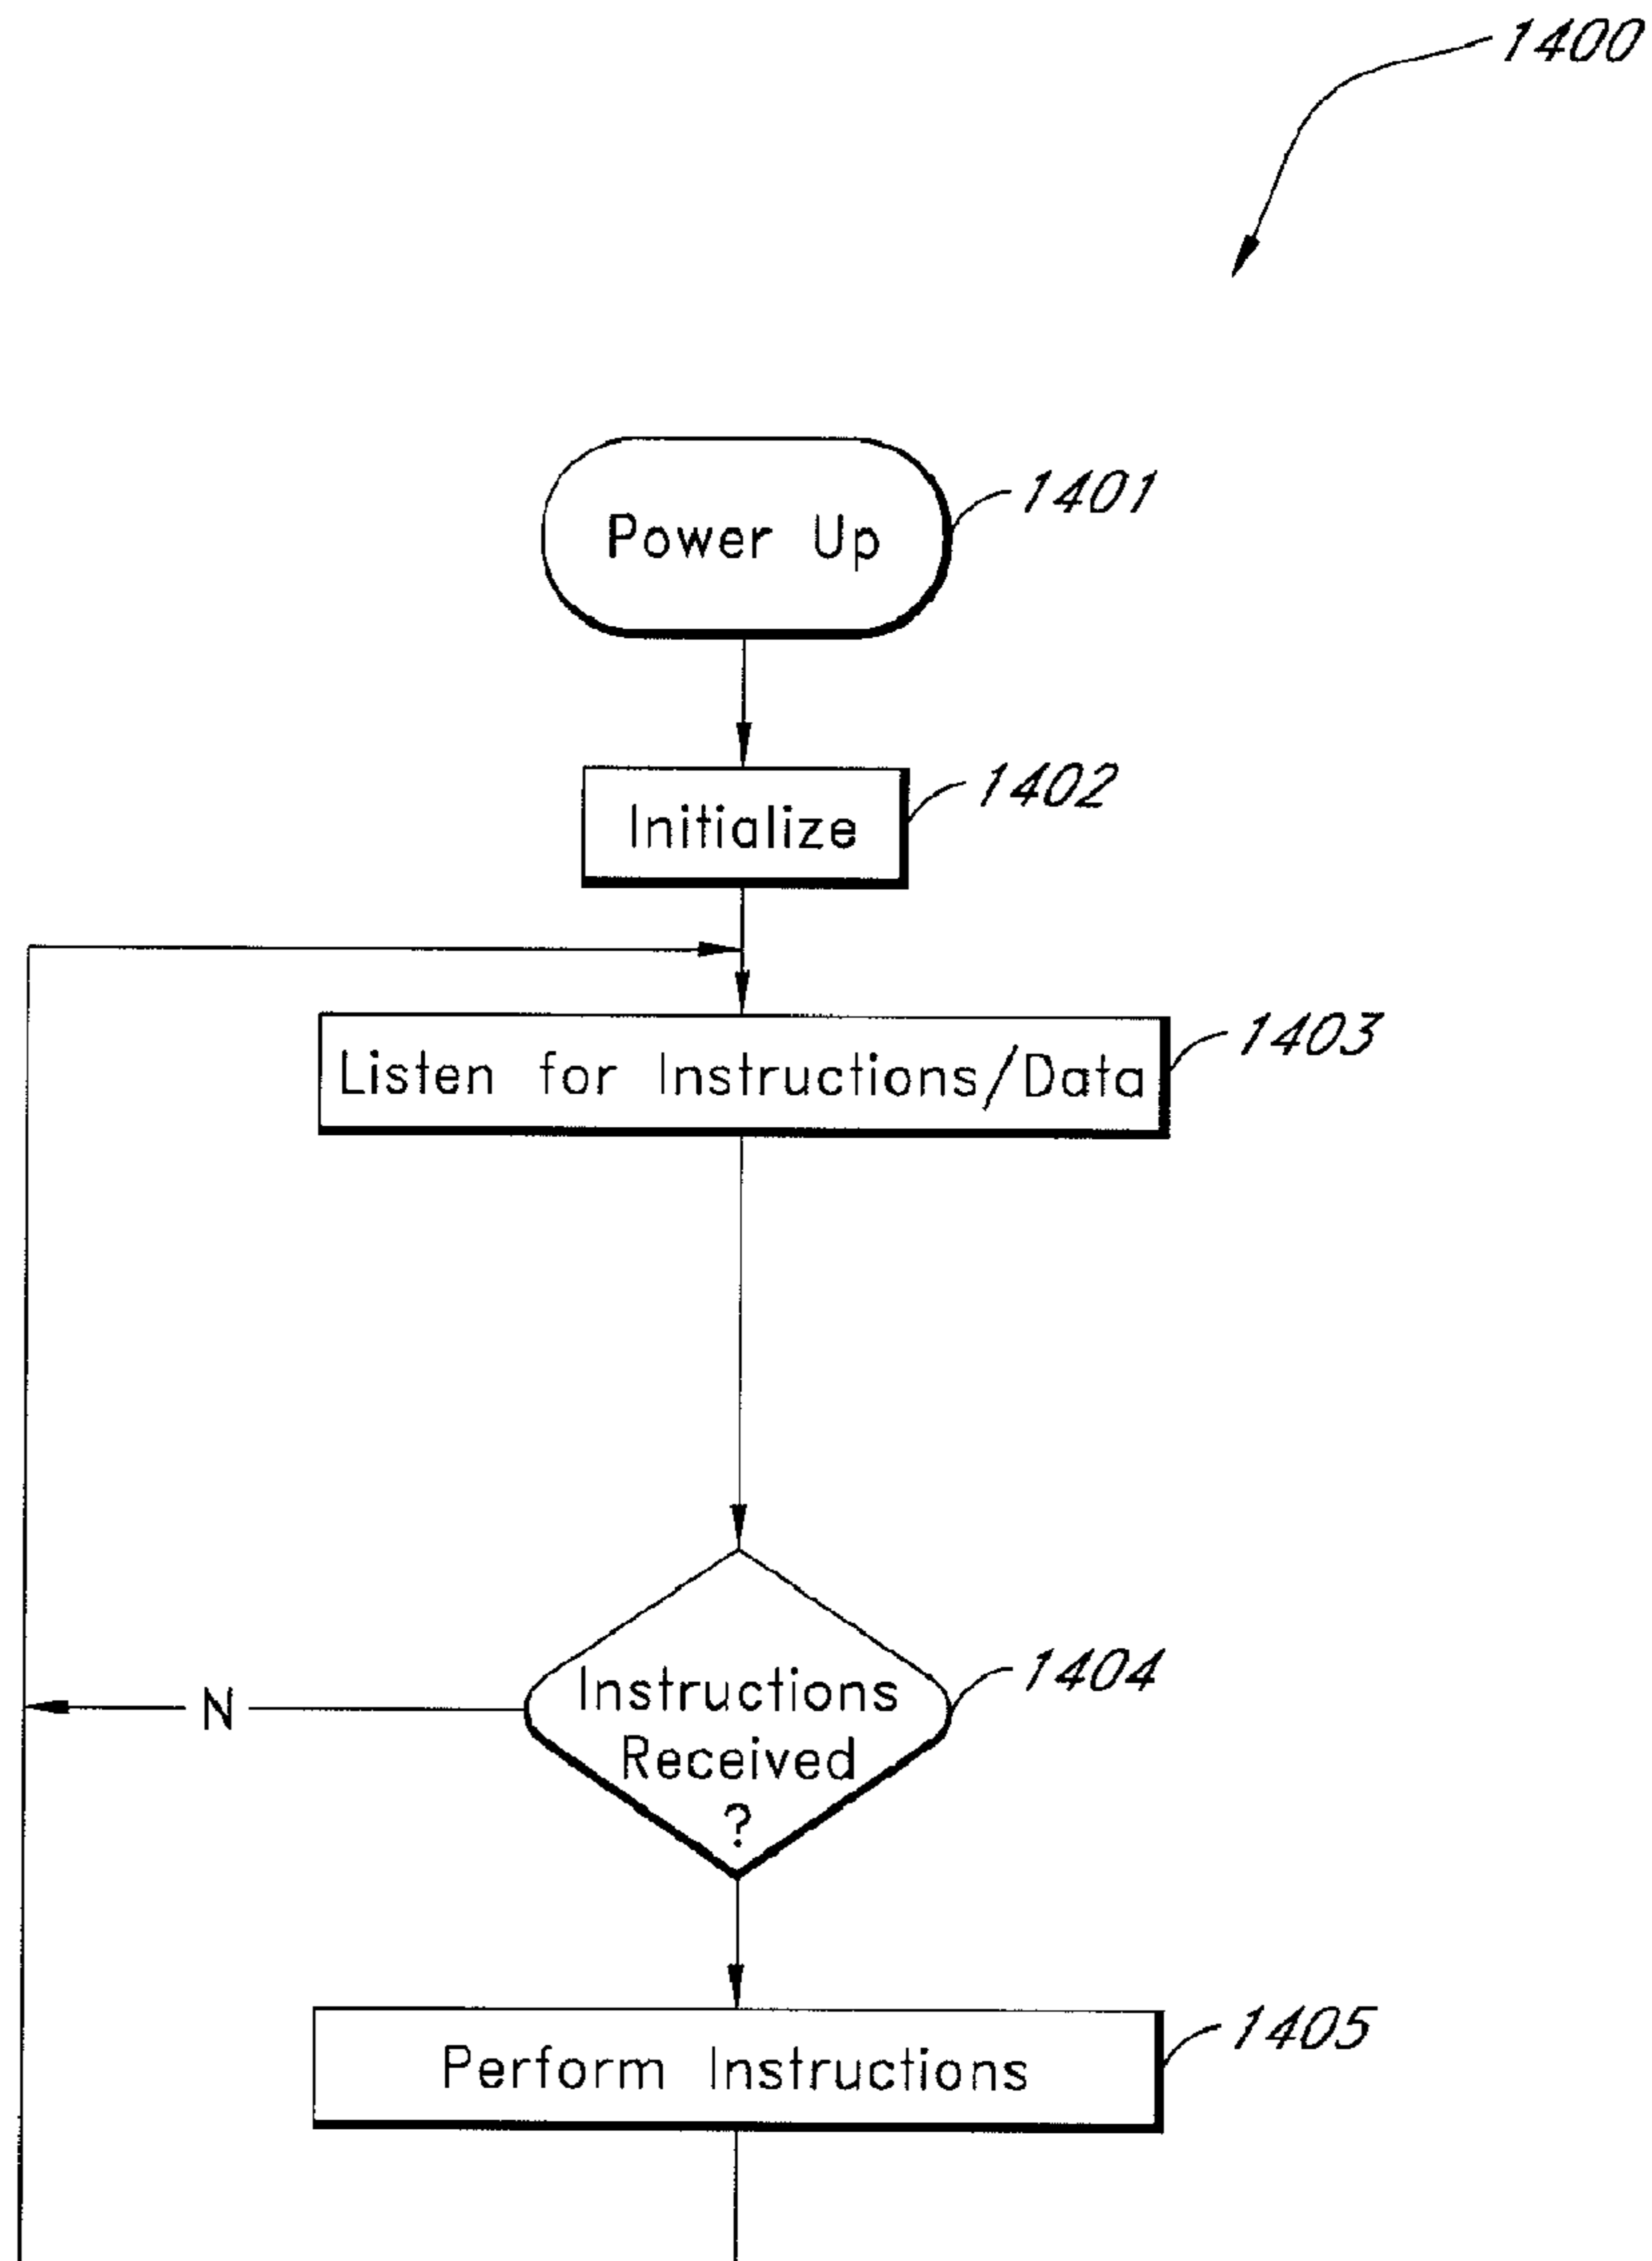 1400
Power Up
1401
Initialize
1402
Listen for Instructions/Data
1403
Instructions
Received
?
1404
N
Perform Instructions
1405